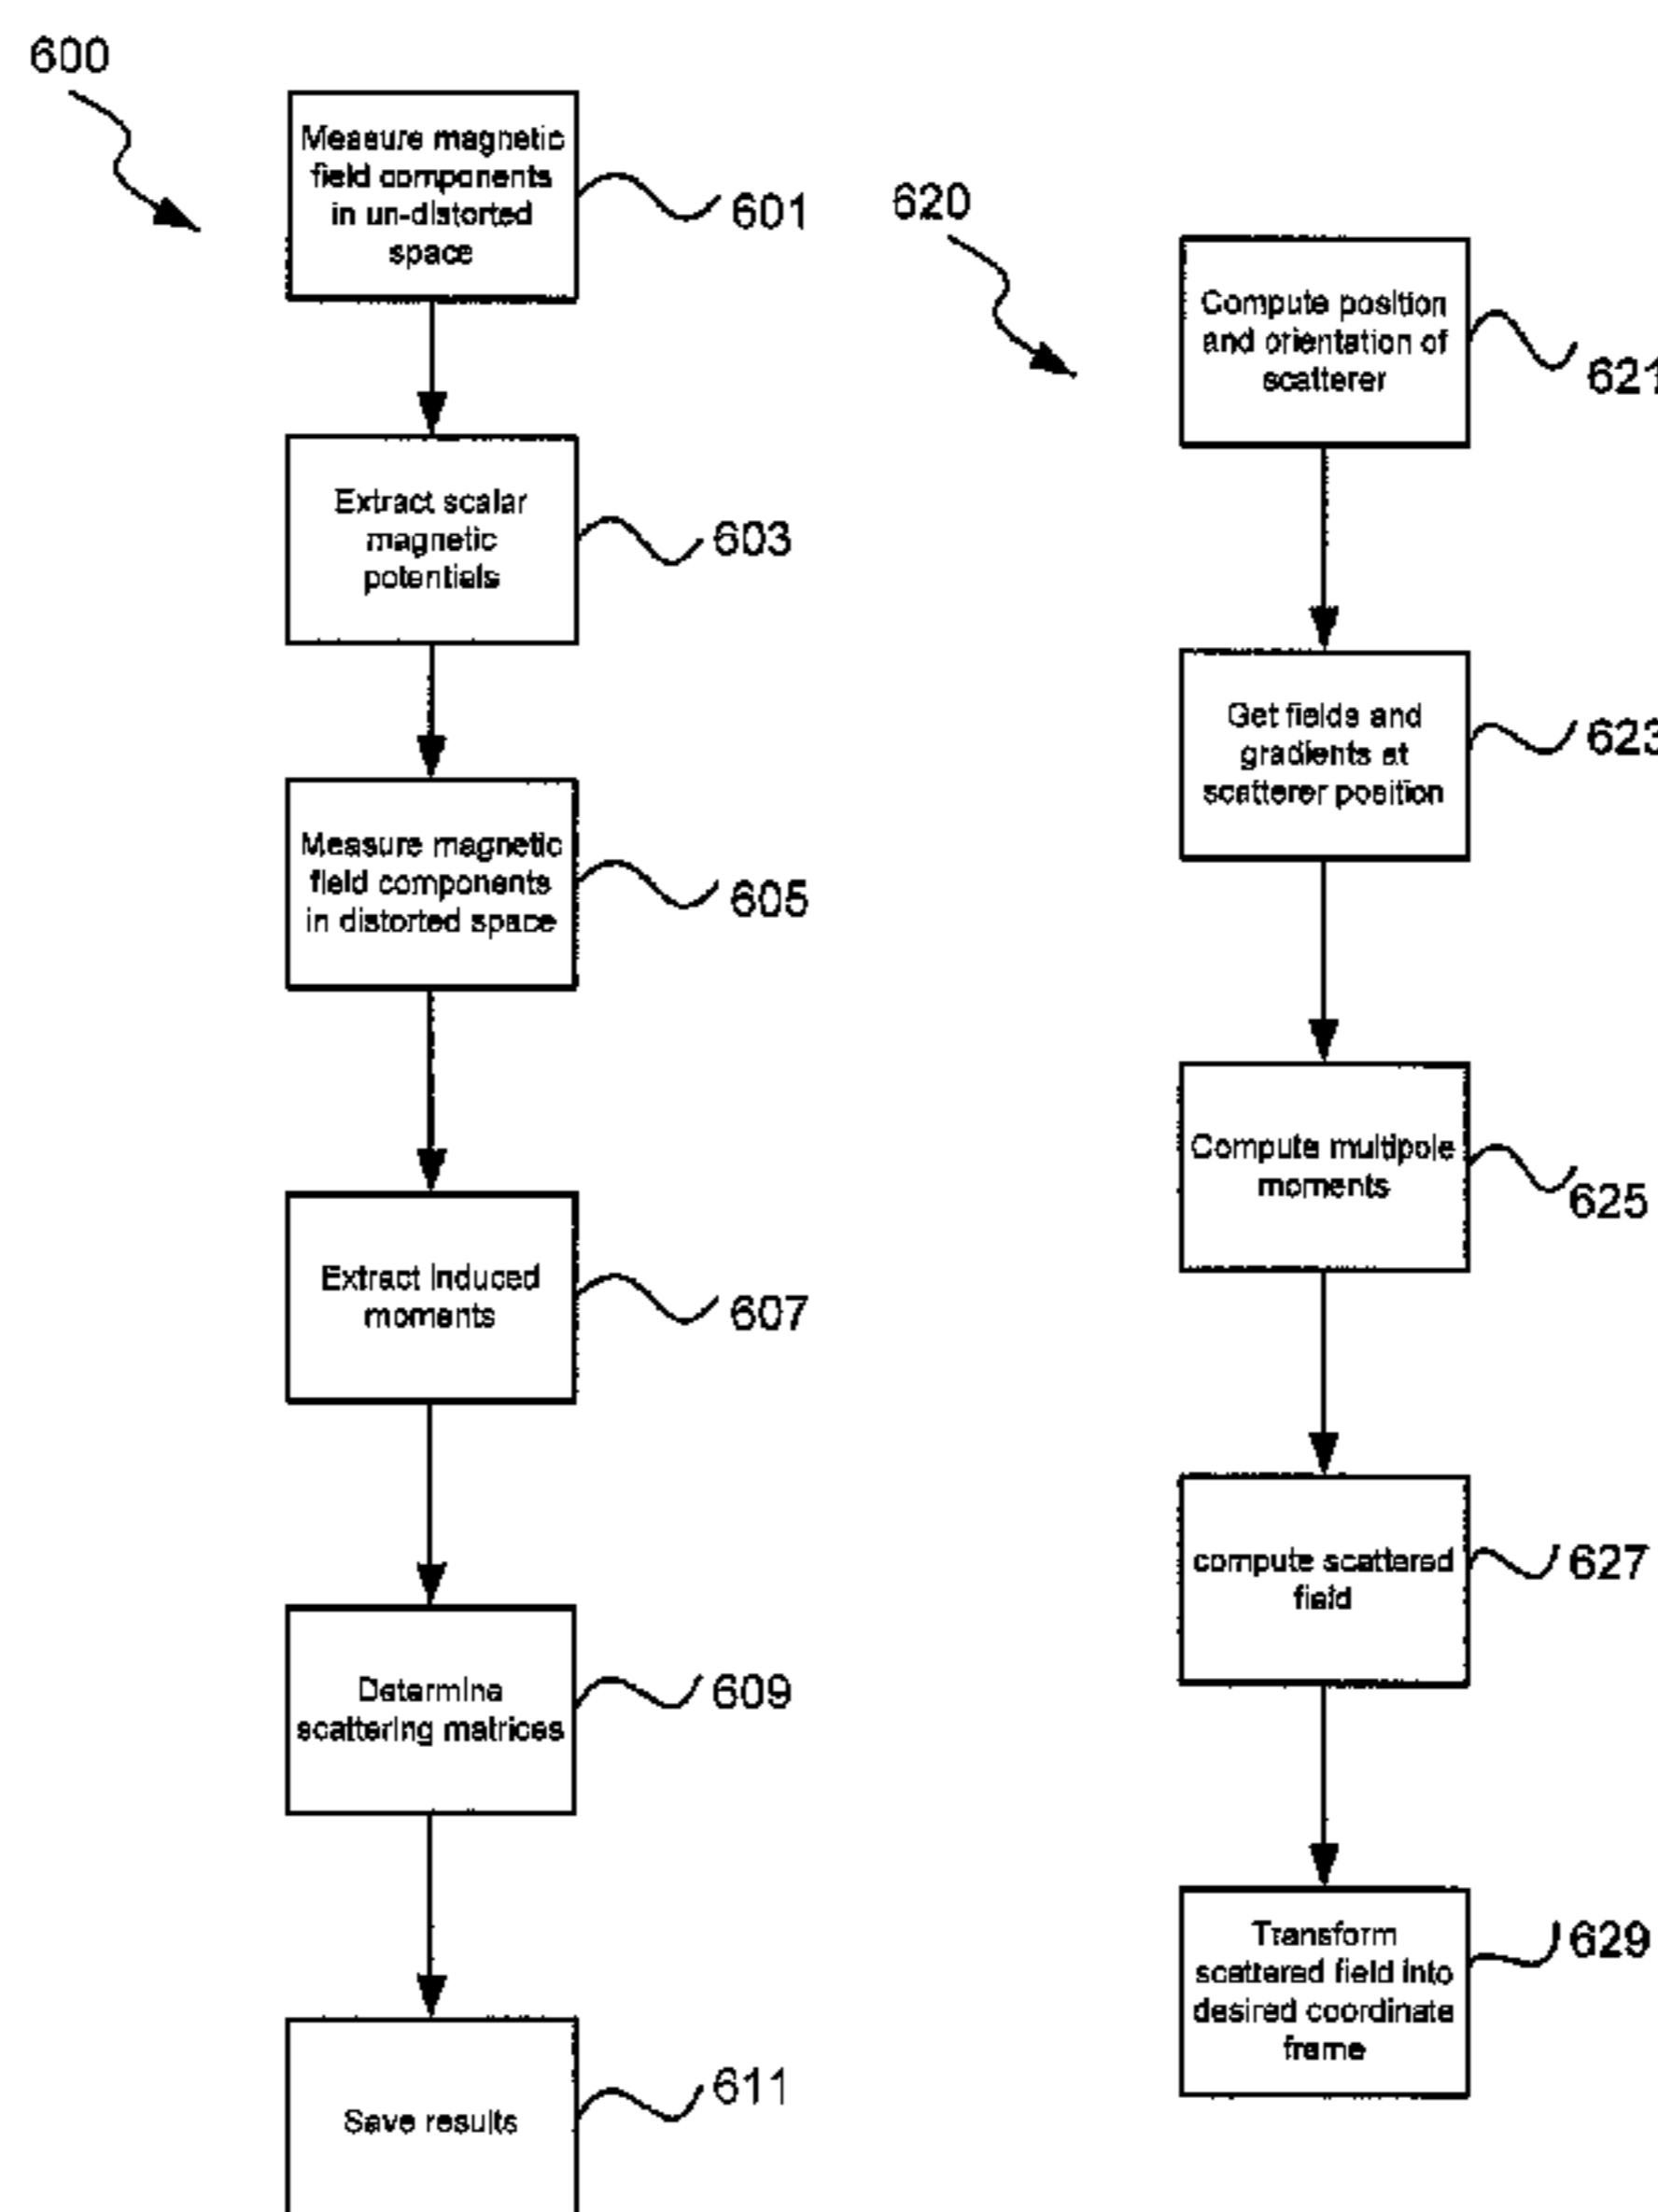 600
Measure magnetic
field components
in un-distorted
space
601
Extract scalar
magnetic
potentials
603
Measure magnetic
field components
in distorted space
605
Extract Induced
moments
607
Determine
scattering matrices
609
Save results
611
620
Compute position
and orientation of
scatterer
621
Get fields and
gradients at
scatterer position
623
Compute multipole
moments
625
compute scattered
field
627
Transform
scattered field into
desired coordinate
frame
629